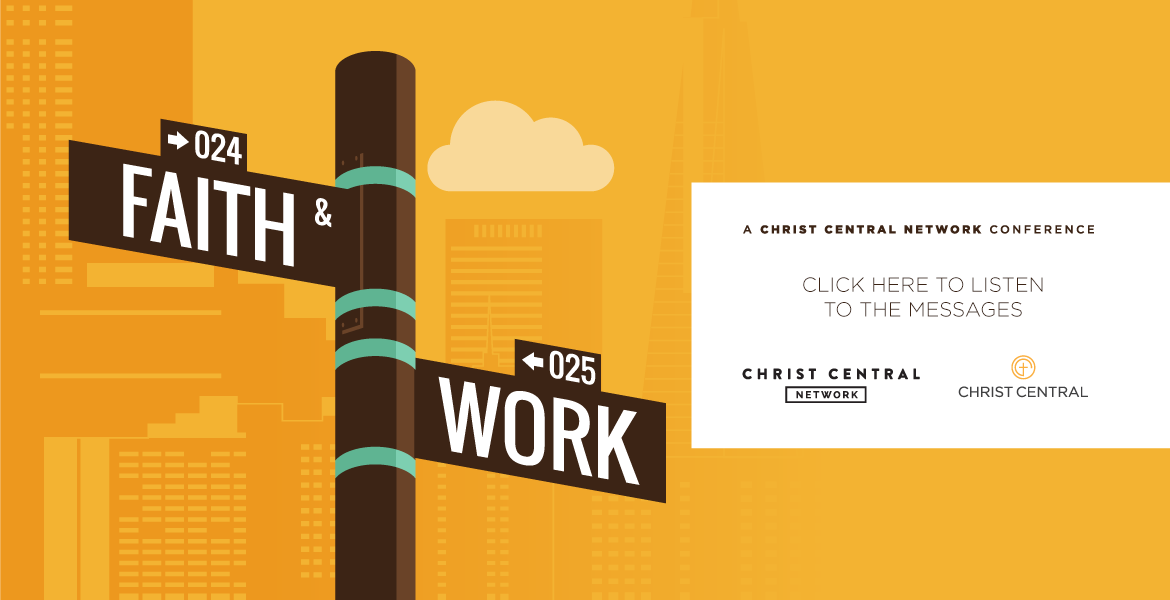 → 024
FAITH &
← 025
WORK
A CHRIST CENTRAL NETWORK CONFERENCE
CLICK HERE TO LISTEN
TO THE MESSAGES
CHRIST CENTRAL
NETWORK
CHRIST CENTRAL